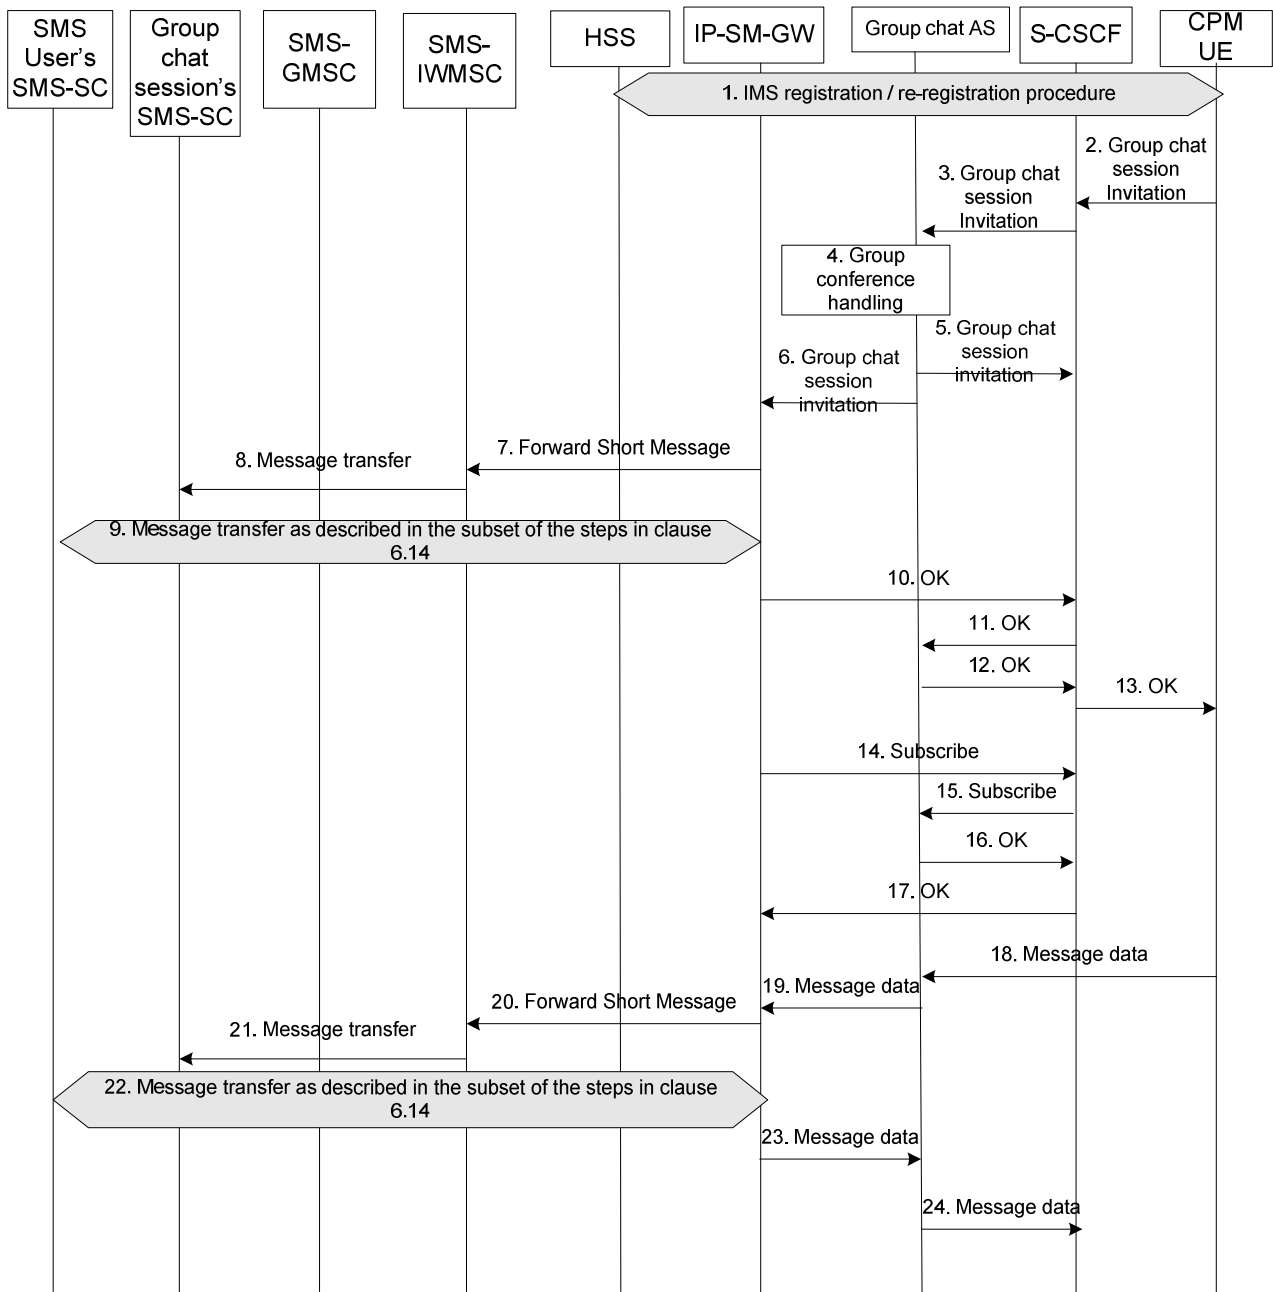 SMS
User's
SMS-SC
Group
chat
session's
SMS-SC
SMS-
GMSC
SMS-
IWMSC
HSS
IP-SM-GW
Group chat AS
S-CSCF
CPM
UE
1. IMS registration / re-registration procedure
2. Group chat
session
Invitation
3. Group chat
session
Invitation
4. Group
conference
handling
5. Group chat
session
invitation
6. Group chat
session
invitation
7. Forward Short Message
8. Message transfer
9. Message transfer as described in the subset of the steps in clause
6.14
10. OK
11. OK
12. OK
13. OK
14. Subscribe
15. Subscribe
16. OK
17. OK
18. Message data
19. Message data
20. Forward Short Message
21. Message transfer
22. Message transfer as described in the subset of the steps in clause
6.14
23. Message data
24. Message data